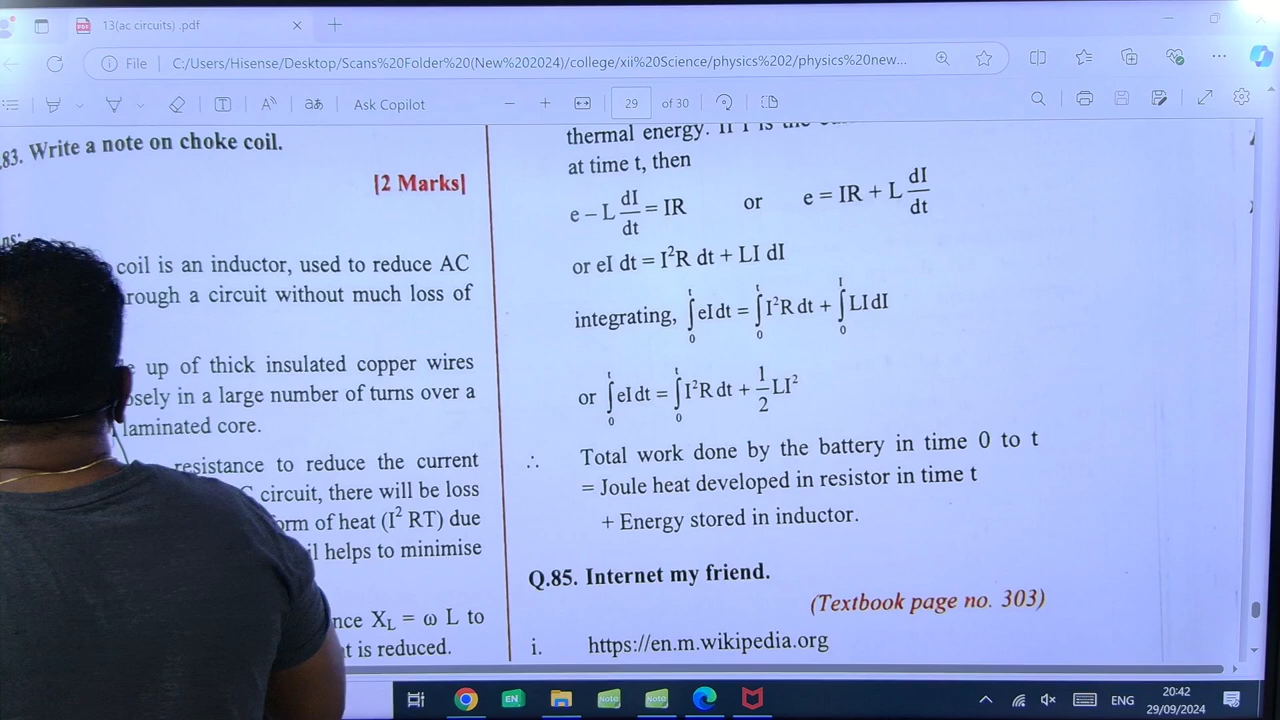 13(ac circuits) .pdf
File
C:/Users/Hisense/Desktop/Scans%20Folder%20(New%202024)/college/xii%20Science/physics%202/physics%20new...
Ask Copilot
29 of 30
83. Write a note on choke coil.
[2 Marks]
coil is an inductor, used to reduce AC
rough a circuit without much loss of
up of thick insulated copper wires
osely in a large number of turns over a
laminated core.
resistance to reduce the current
circuit, there will be loss
orm of heat (I² RT) due
il helps to minimise
nce X_L = ω L to
t is reduced.
thermal energy. If I is the
at time t, then
e – L dI/dt = IR or e = IR + L dI/dt
or eI dt = I²R dt + LI dI
integrating, ∫₀ᵗ eI dt = ∫₀ᵗ I²R dt + ∫₀ᴵ LI dI
or ∫₀ᵗ eI dt = ∫₀ᵗ I²R dt + 1/2 LI²
∴ Total work done by the battery in time 0 to t
= Joule heat developed in resistor in time t
+ Energy stored in inductor.
Q.85. Internet my friend.
(Textbook page no. 303)
i. https://en.m.wikipedia.org
EN
Note
Note
ENG
20:42
29/09/2024